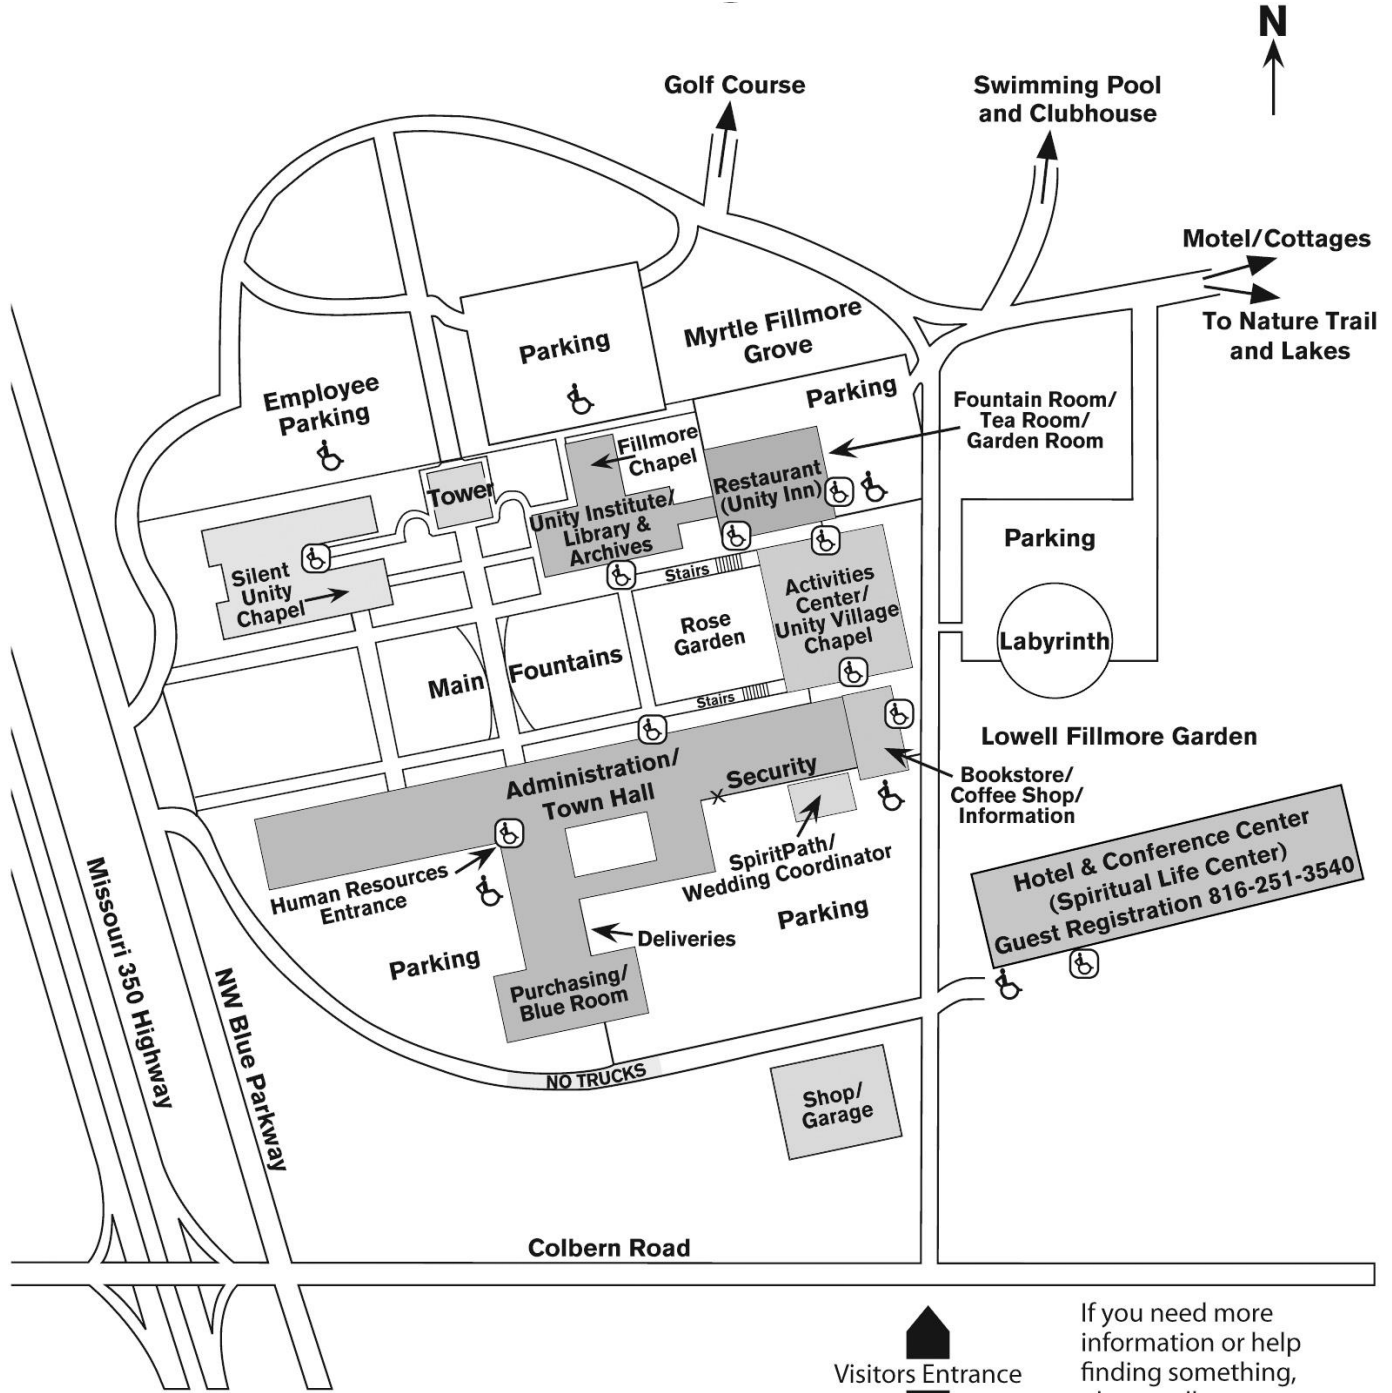 N
Golf Course
Swimming Pool
and Clubhouse
Motel/Cottages
To Nature Trail
and Lakes
Myrtle Fillmore
Grove
Parking
Employee
Parking
Parking
Fountain Room/
Tea Room/
Garden Room
Fillmore
Chapel
Restaurant
(Unity Inn)
Tower
Unity Institute/
Library &
Archives
Parking
Silent
Unity
Chapel
Stairs
Activities
Center/
Unity Village
Chapel
Rose
Garden
Labyrinth
Main
Fountains
Stairs
Lowell Fillmore Garden
Administration/
Town Hall
Security
Bookstore/
Coffee Shop/
Information
SpiritPath/
Wedding Coordinator
Human Resources
Entrance
Hotel & Conference Center
(Spiritual Life Center)
Guest Registration 816-251-3540
Parking
Deliveries
Parking
Purchasing/
Blue Room
Missouri 350 Highway
NW Blue Parkway
NO TRUCKS
Shop/
Garage
Colbern Road
Visitors Entrance
If you need more
information or help
finding something,